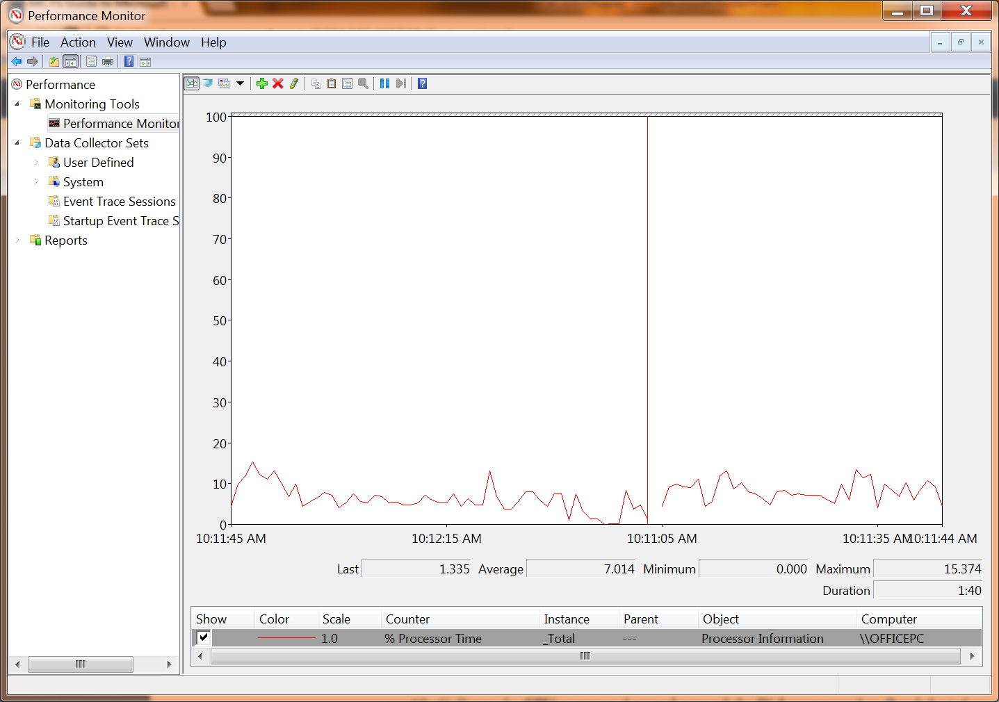 Performance Monitor
File Action View Window Help
Performance
Monitoring Tools
Performance Monitor
Data Collector Sets
User Defined
System
Event Trace Sessions
Startup Event Trace S
Reports
100
90
80
70
60
50
40
30
20
10
0
10:11:45 AM 10:12:15 AM 10:11:05 AM 10:11:35 AM 10:11:44 AM
Last 1.335 Average 7.014 Minimum 0.000 Maximum 15.374
Duration 1:40
Show Color Scale Counter Instance Parent Object Computer
1.0 % Processor Time _Total --- Processor Information \\OFFICEPC